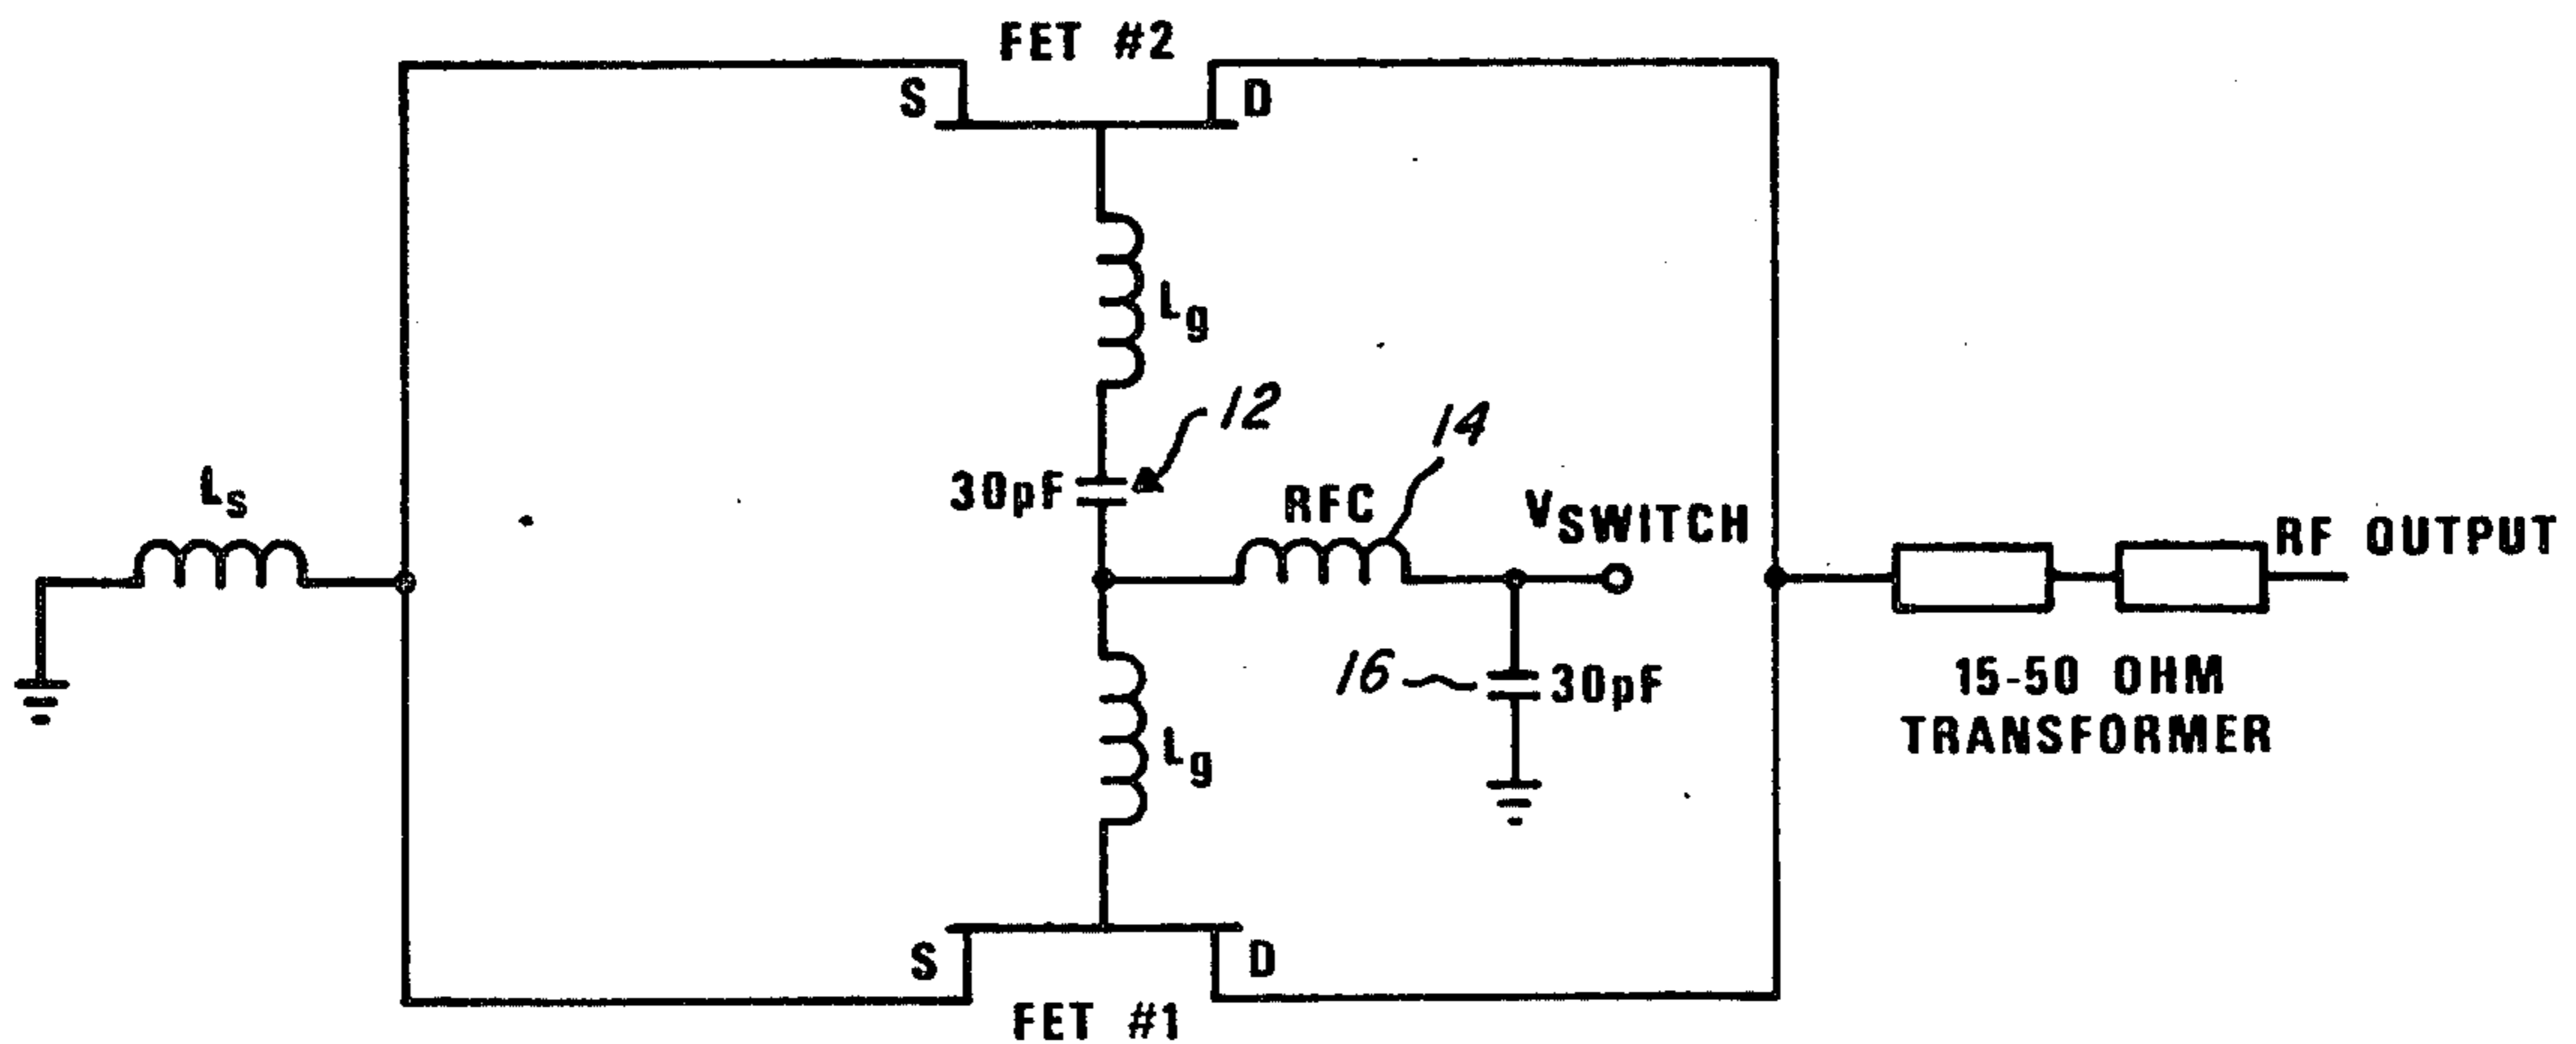 FET #2
S
D
Lg
12
14
30pF
RFC
VSWITCH
Ls
RF OUTPUT
16
30pF
15-50 OHM
TRANSFORMER
Lg
S
D
FET #1